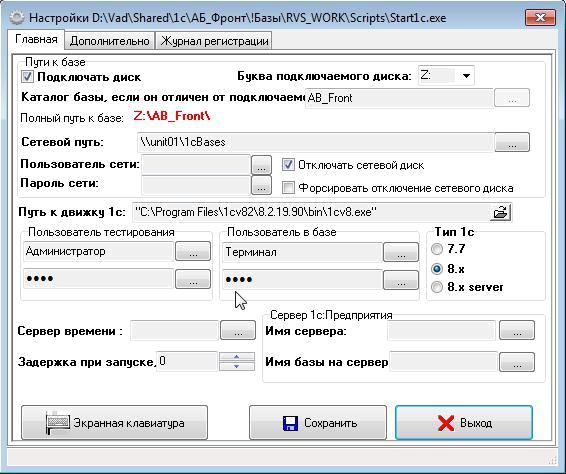 Настройки D:\Vad\Shared\1c\АБ_Фронт\!Базы\RVS_WORK\Scripts\Start1c.exe
Главная Дополнительно Журнал регистрации
Пути к базе
Подключать диск Буква подключаемого диска: Z:
Каталог базы, если он отличен от подключаем AB_Front ...
Полный путь к базе: Z:\AB_Front\
Сетевой путь: \\unit01\1cBases ...
Пользователь сети: ... Отключать сетевой диск
Пароль сети: ... Форсировать отключение сетевого диска
Путь к движку 1с: "C:\Program Files\1cv82\8.2.19.90\bin\1cv8.exe"
Пользователь тестирования Пользователь в базе Тип 1с
Администратор ... Терминал ... 7.7
•••• ... •••• ... 8.x
8.x server
Сервер 1с:Предприятия
Сервер времени : ... Имя сервера: ...
Задержка при запуске, 0 Имя базы на сервер ...
Экранная клавиатура Сохранить Выход